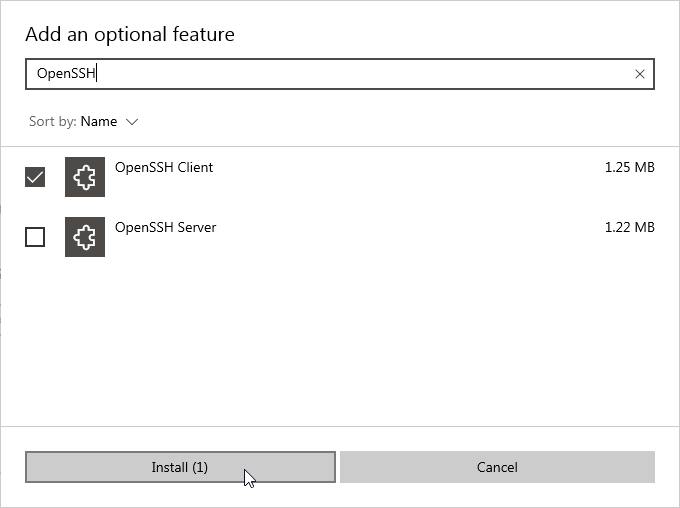 Add an optional feature
OpenSSH
Sort by: Name
OpenSSH Client 1.25 MB
OpenSSH Server 1.22 MB
Install (1) Cancel